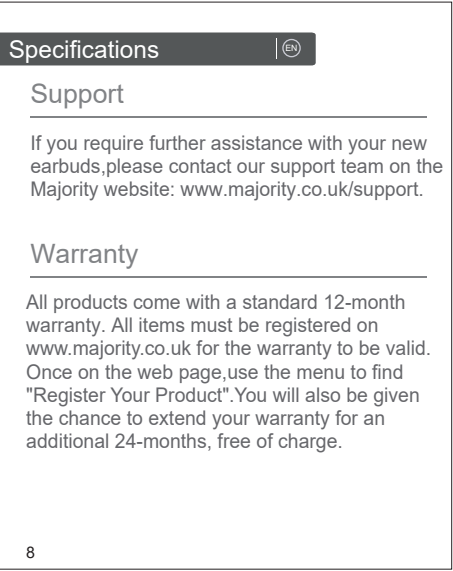 Specifications
EN
Support
If you require further assistance with your new
earbuds,please contact our support team on the
Majority website: www.majority.co.uk/support.
Warranty
All products come with a standard 12-month
warranty. All items must be registered on
www.majority.co.uk for the warranty to be valid.
Once on the web page,use the menu to find
"Register Your Product".You will also be given
the chance to extend your warranty for an
additional 24-months, free of charge.
8